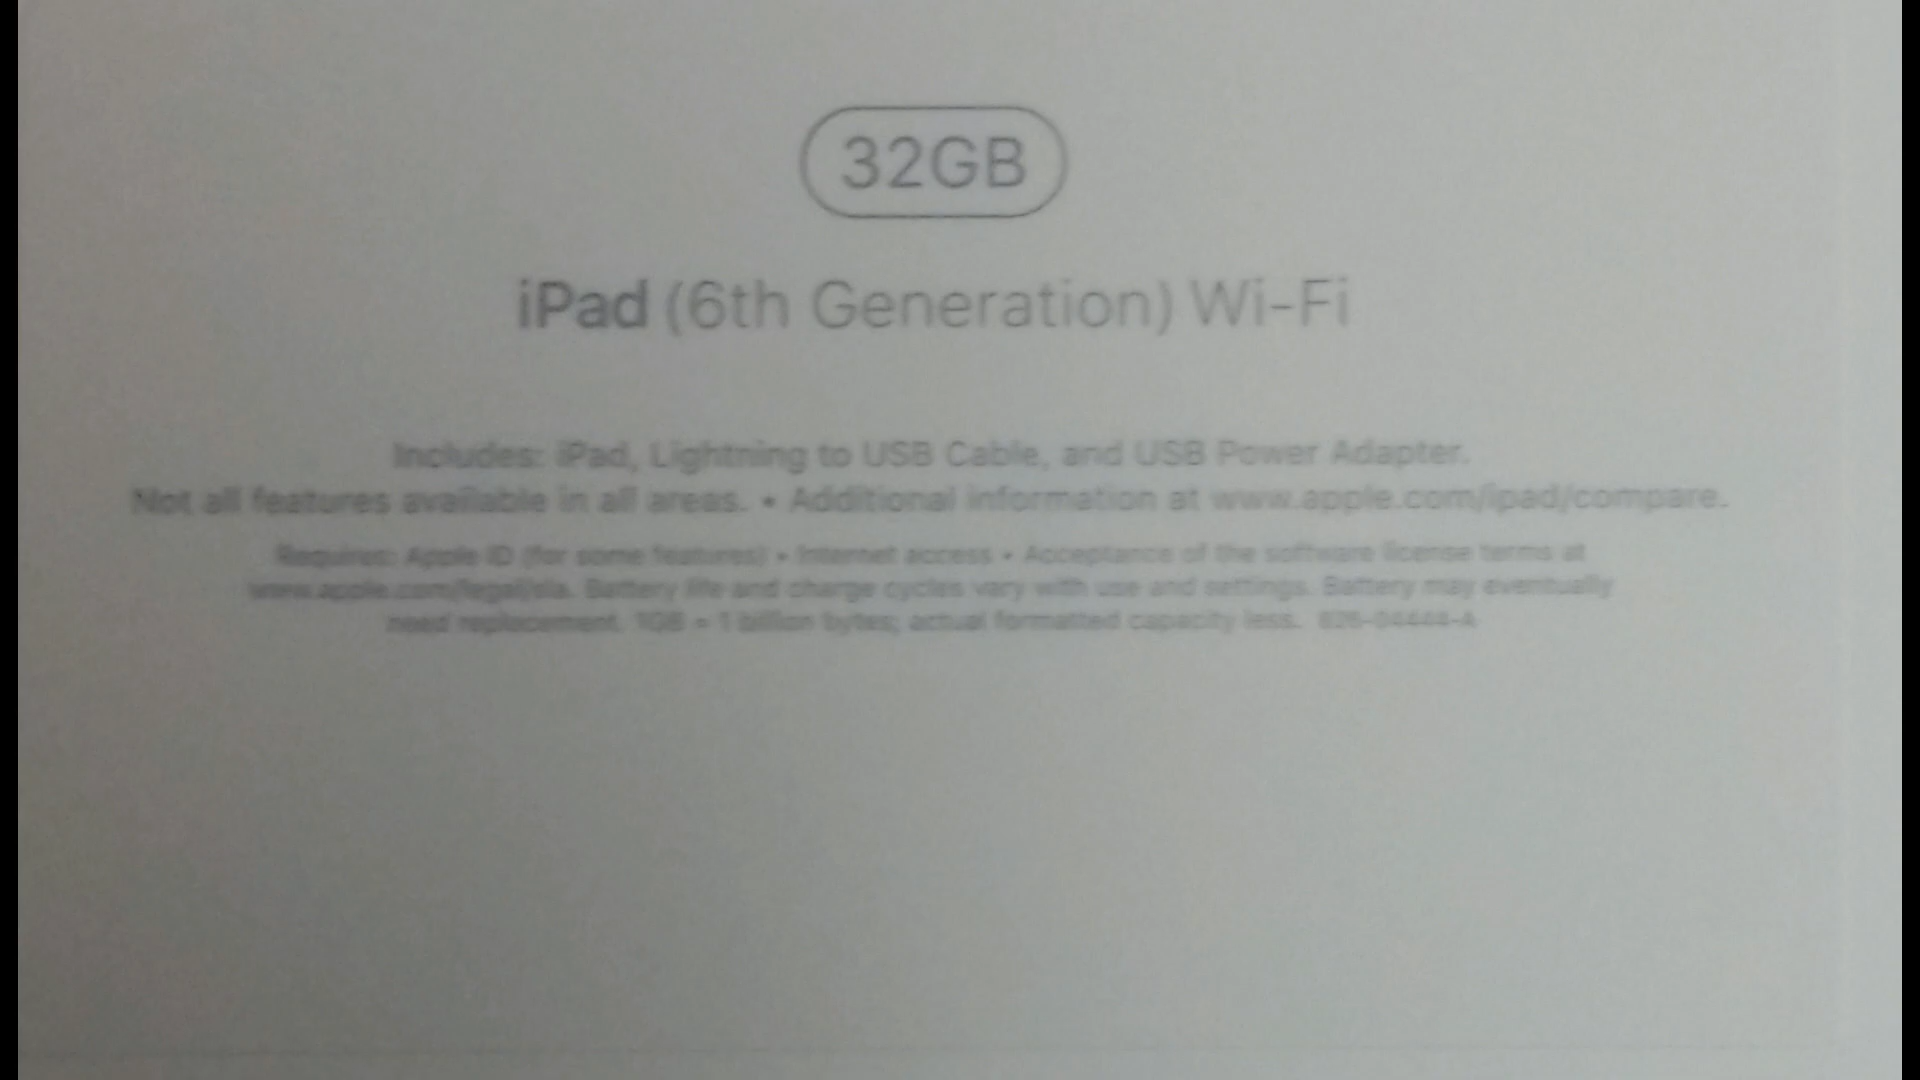 32GB
iPad (6th Generation) Wi-Fi
Includes: iPad, Lightning to USB Cable, and USB Power Adapter.
Not all features available in all areas. • Additional information at www.apple.com/ipad/compare.
Requires: Apple ID (for some features) • Internet access • Acceptance of the software license terms at
www.apple.com/legal/sla. Battery life and charge cycles vary with use and settings. Battery may eventually
need replacement. 1GB = 1 billion bytes; actual formatted capacity less.